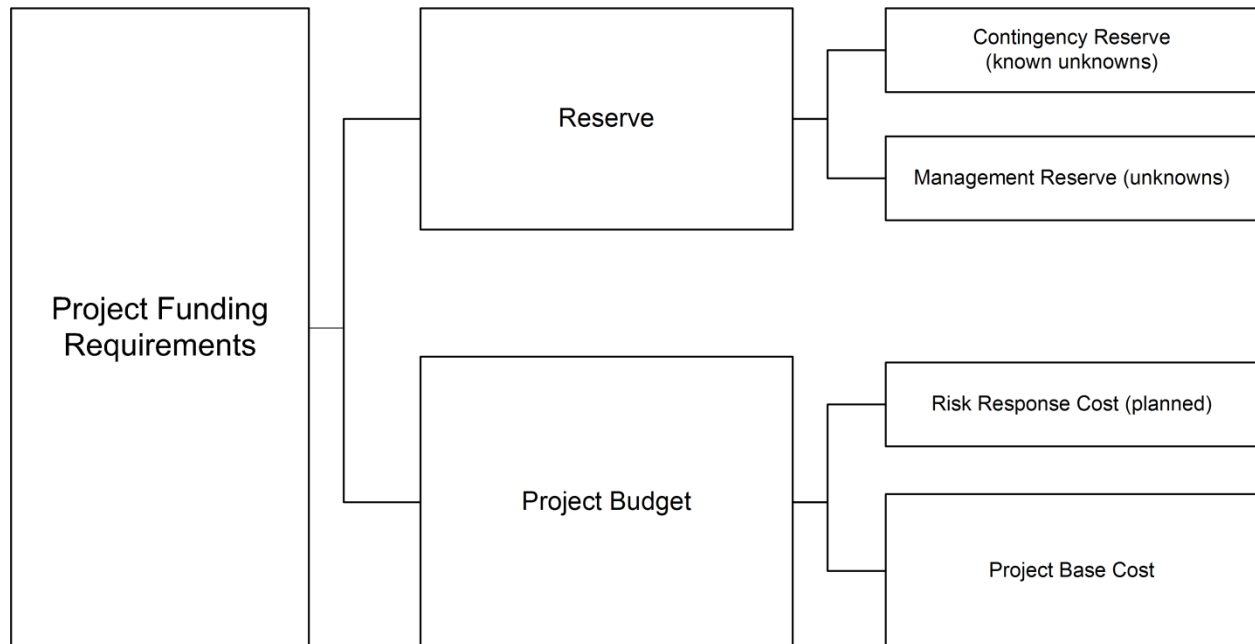 Project Funding
Requirements
Reserve
Contingency Reserve
(known unknowns)
Management Reserve (unknowns)
Project Budget
Risk Response Cost (planned)
Project Base Cost